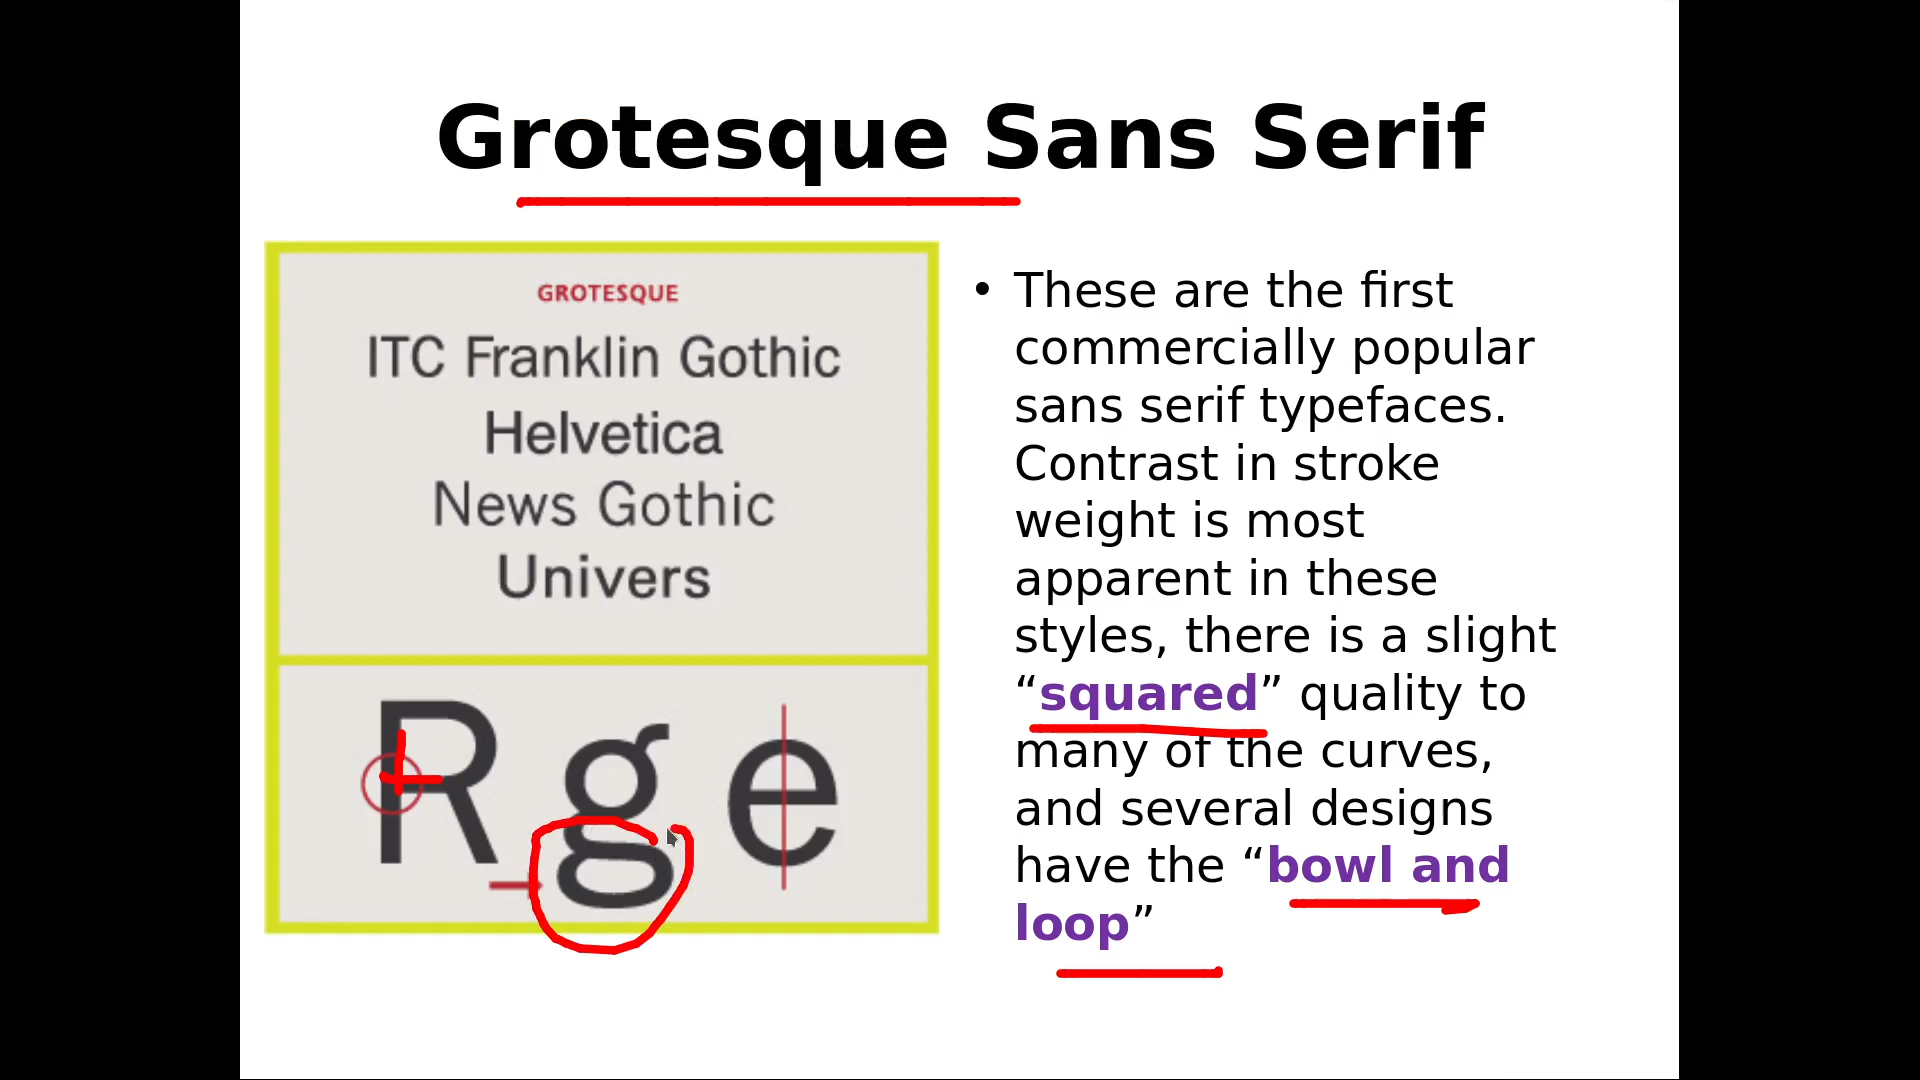 Grotesque Sans Serif
GROTESQUE
ITC Franklin Gothic
Helvetica
News Gothic
Univers
R g e
• These are the first
commercially popular
sans serif typefaces.
Contrast in stroke
weight is most
apparent in these
styles, there is a slight
“squared” quality to
many of the curves,
and several designs
have the “bowl and
loop”